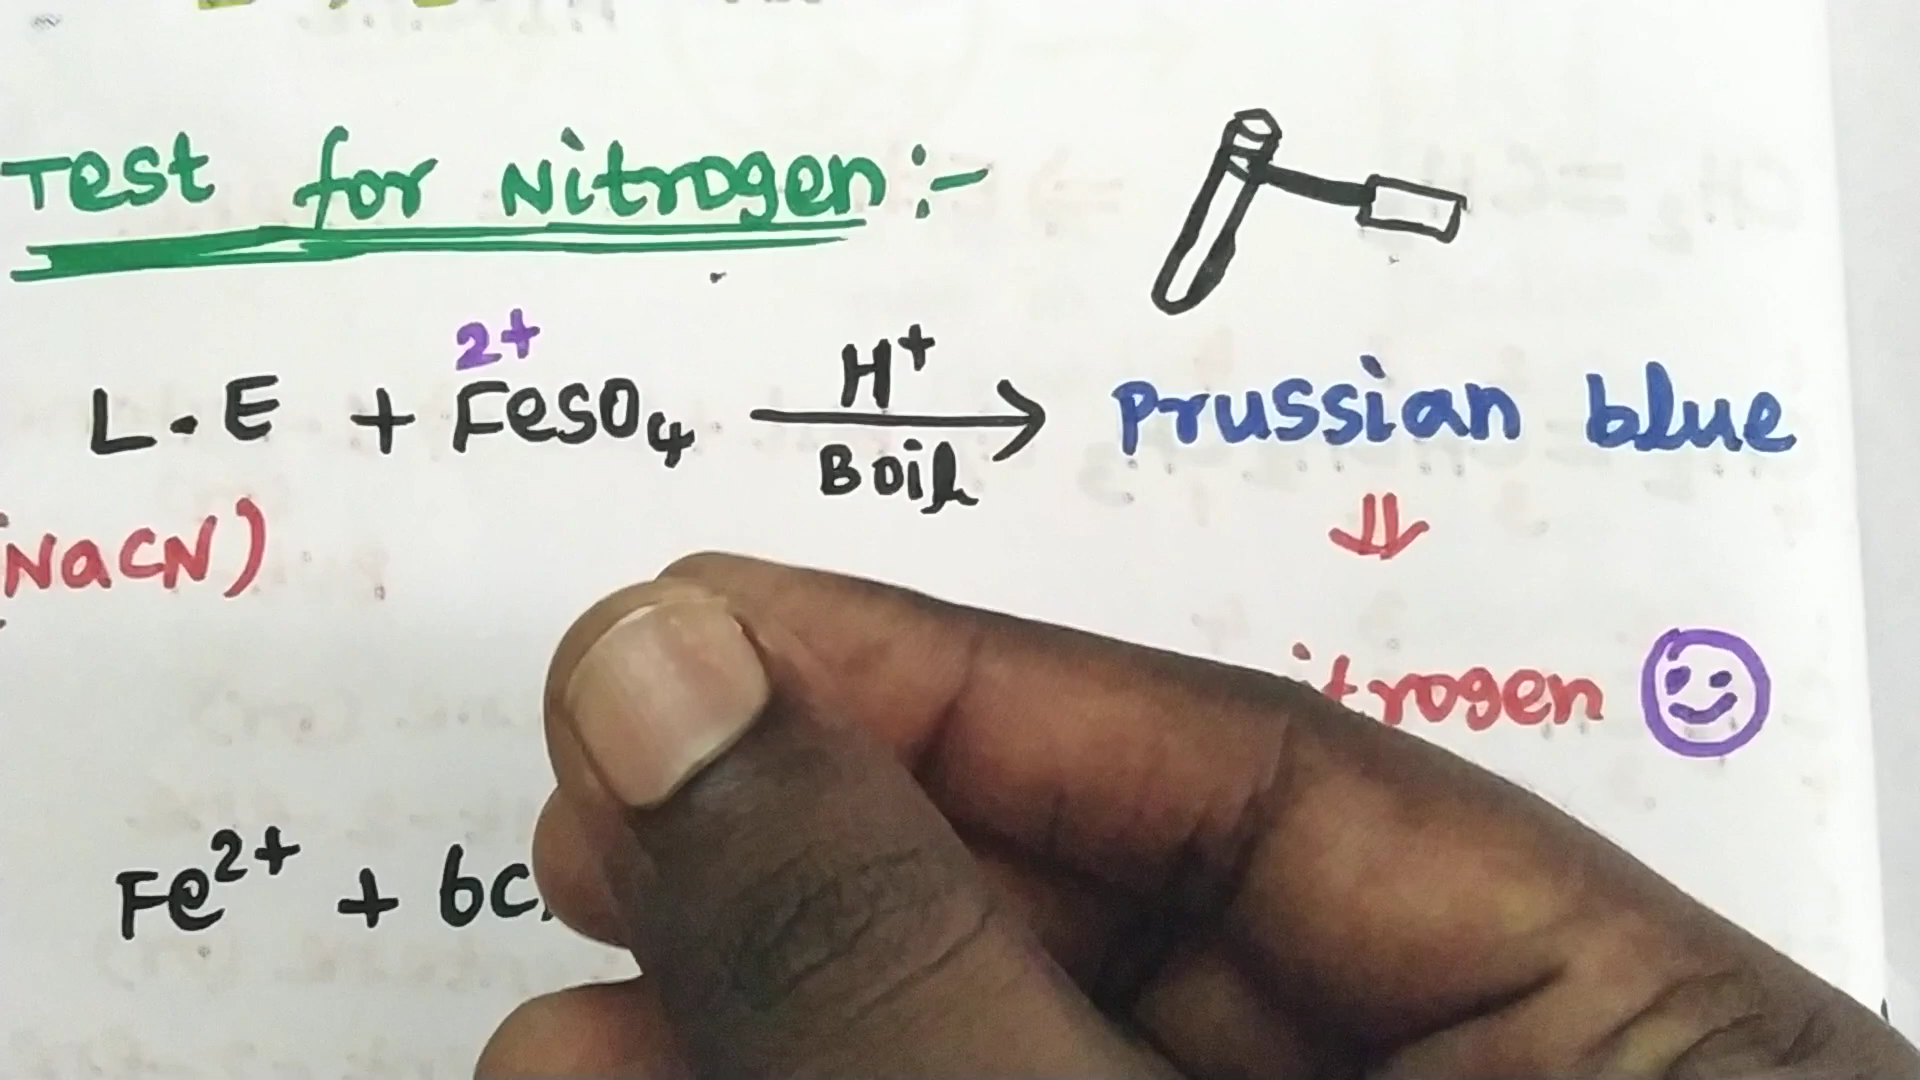 Test for Nitrogen:-
2+
L.E + FeSO4 H+ Boil Prussian blue
NaCN)
itrogen
Fe2+ + 6C